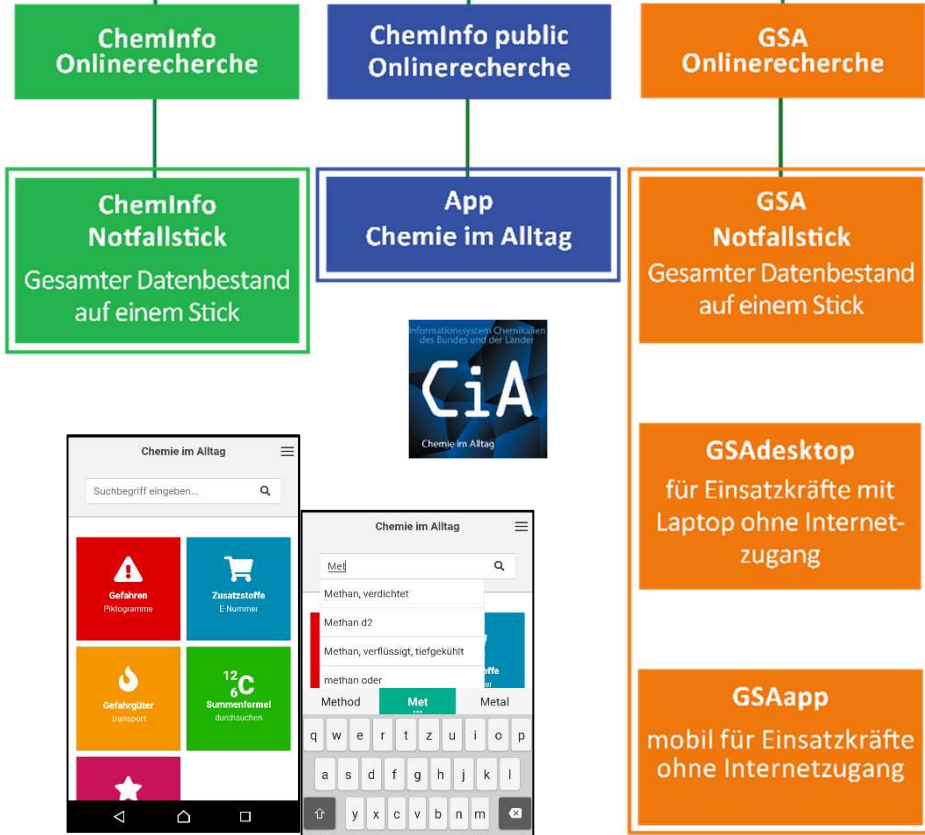 ChemInfo
Onlinerecherche
ChemInfo public
Onlinerecherche
GSA
Onlinerecherche
ChemInfo
Notfallstick
Gesamter Datenbestand
auf einem Stick
App
Chemie im Alltag
GSA
Notfallstick
Gesamter Datenbestand
auf einem Stick
Informationssystem Chemikalien
des Bundes und der Länder
CiA
Chemie im Alltag
GSAdesktop
für Einsatzkräfte mit
Laptop ohne Internet-
zugang
GSAapp
mobil für Einsatzkräfte
ohne Internetzugang
Chemie im Alltag
Suchbegriff eingeben...
Gefahren
Piktogramme
Zusatzstoffe
E-Nummer
Gefahrgüter
transport
12
6C
Summenformel
durchsuchen
Chemie im Alltag
Met
Methan, verdichtet
Methan d2
Methan, verflüssigt, tiefgekühlt
methan oder
offe
er
Method Met Metal
q w e r t z u i o p
a s d f g h j k l
y x c v b n m